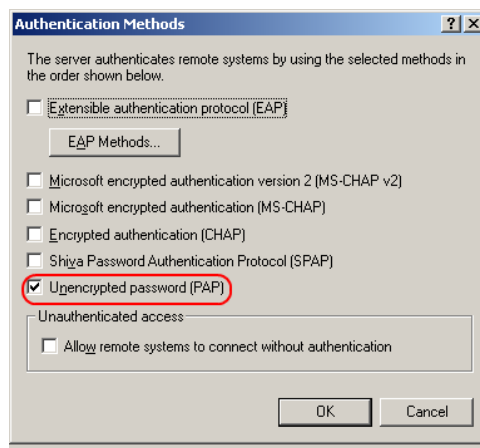 Authentication Methods
The server authenticates remote systems by using the selected methods in
the order shown below.
Extensible authentication protocol (EAP)
EAP Methods...
Microsoft encrypted authentication version 2 (MS-CHAP v2)
Microsoft encrypted authentication (MS-CHAP)
Encrypted authentication (CHAP)
Shiva Password Authentication Protocol (SPAP)
Unencrypted password (PAP)
Unauthenticated access
Allow remote systems to connect without authentication
OK Cancel